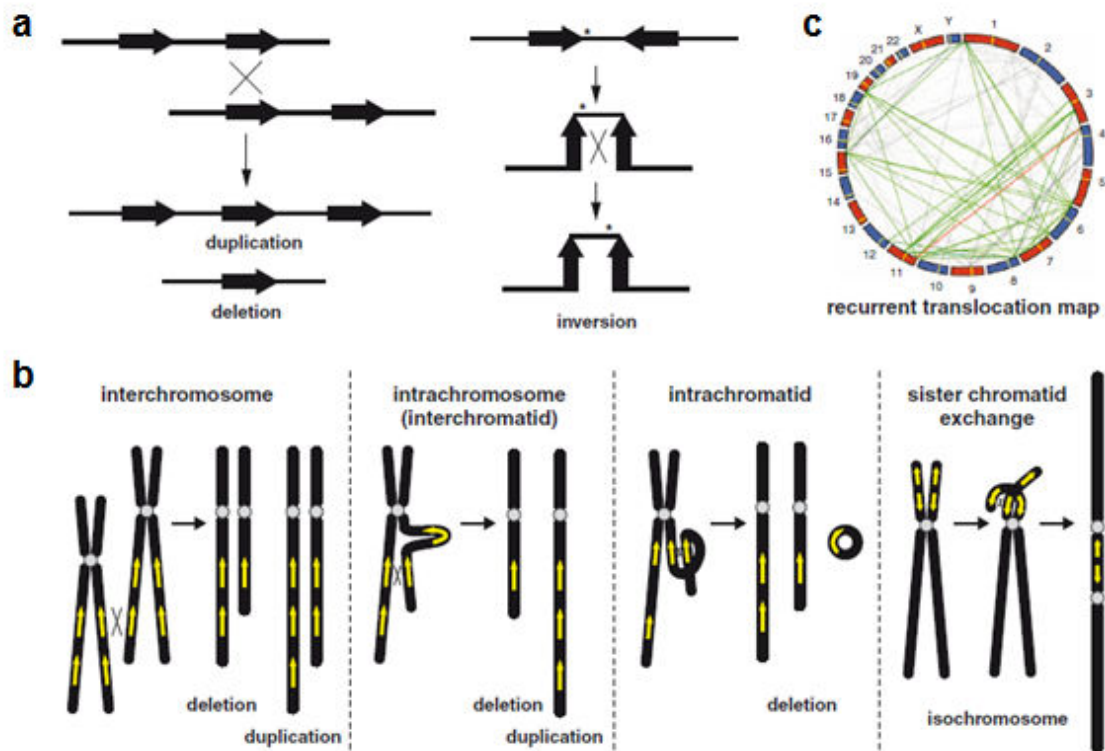 a
*
*
duplication
deletion
*
inversion
c
X
Y
1
2
3
4
5
6
7
8
9
10
11
12
13
14
15
16
17
18
19
20
21
22
recurrent translocation map
b
interchromosome
deletion
duplication
intrachromosome
(interchromatid)
deletion
duplication
intrachromatid
deletion
sister chromatid
exchange
isochromosome